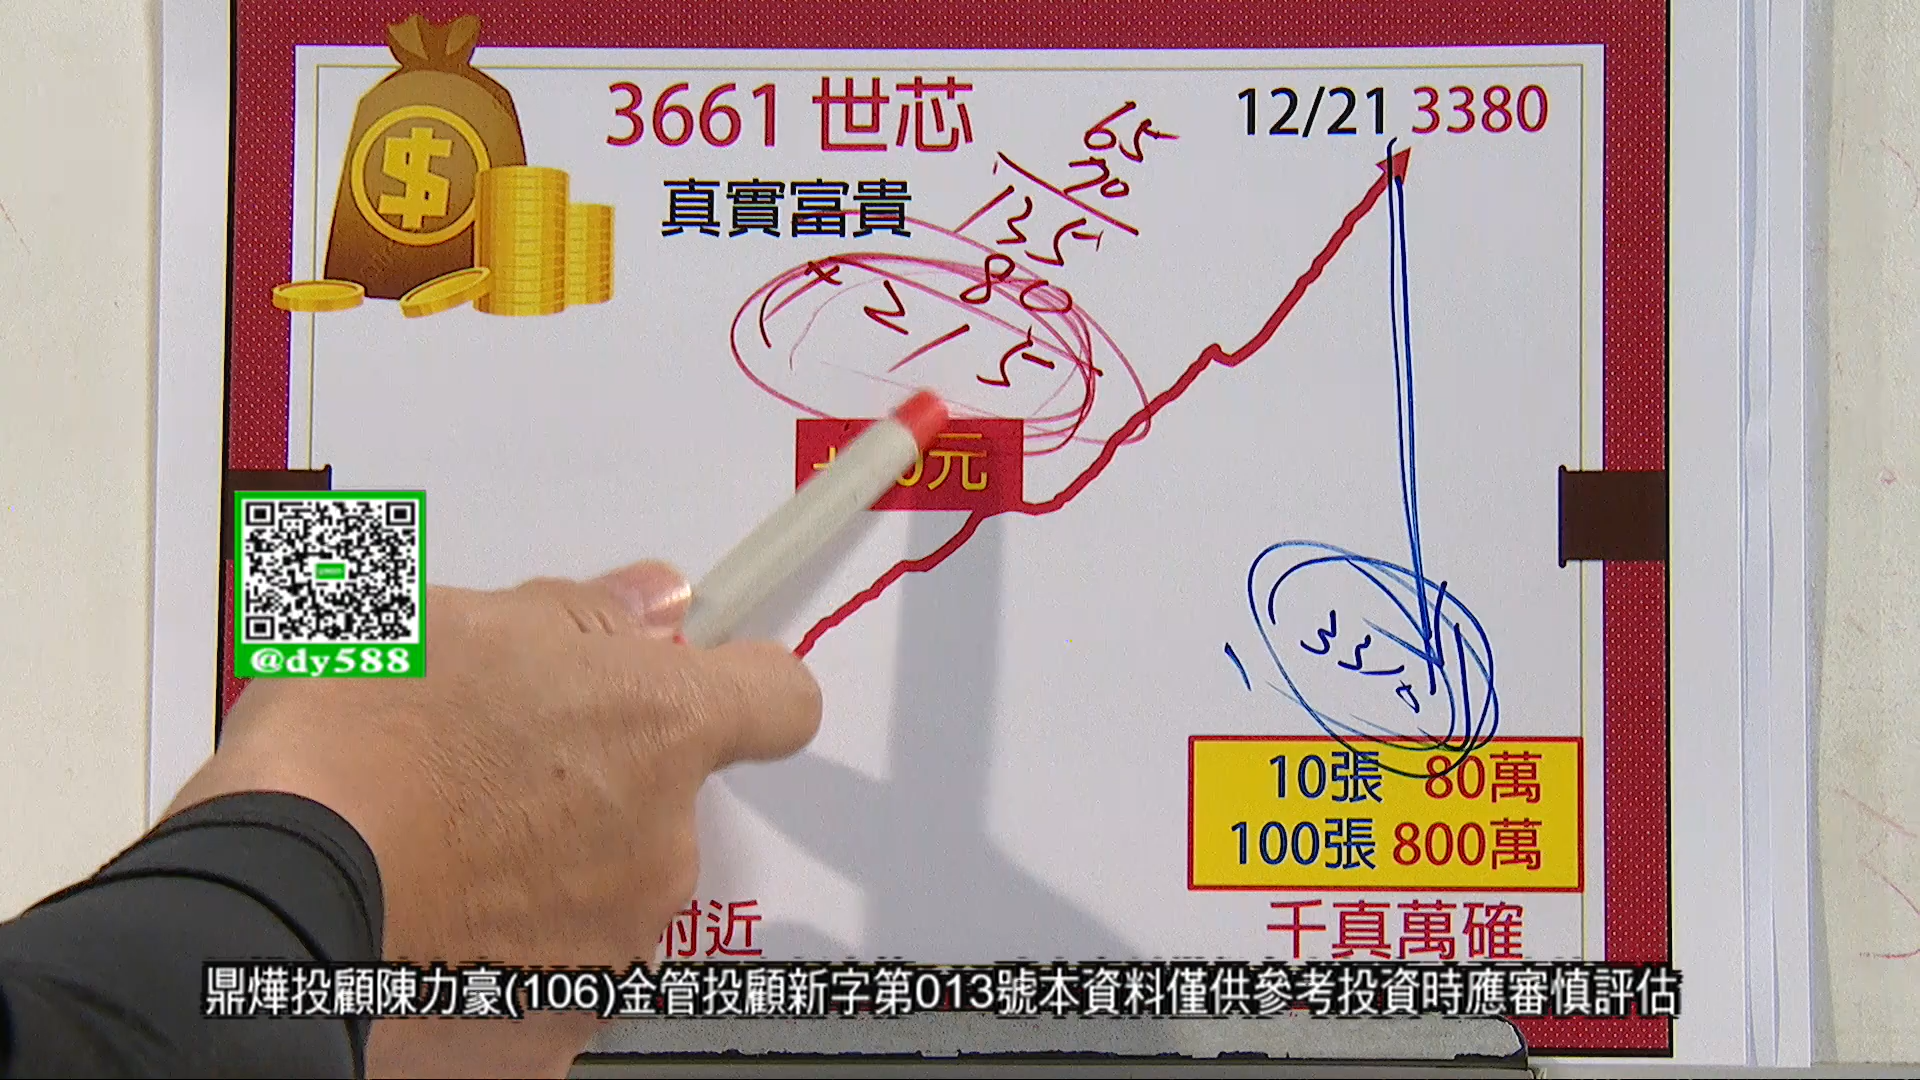 3661 世芯
12/21 3380
真實富貴
65
70
135
80
+ 215
0元
@dy588
10張 80萬
100張 800萬
附近
千真萬確
鼎燁投顧陳力豪(106)金管投顧新字第013號本資料僅供參考投資時應審慎評估